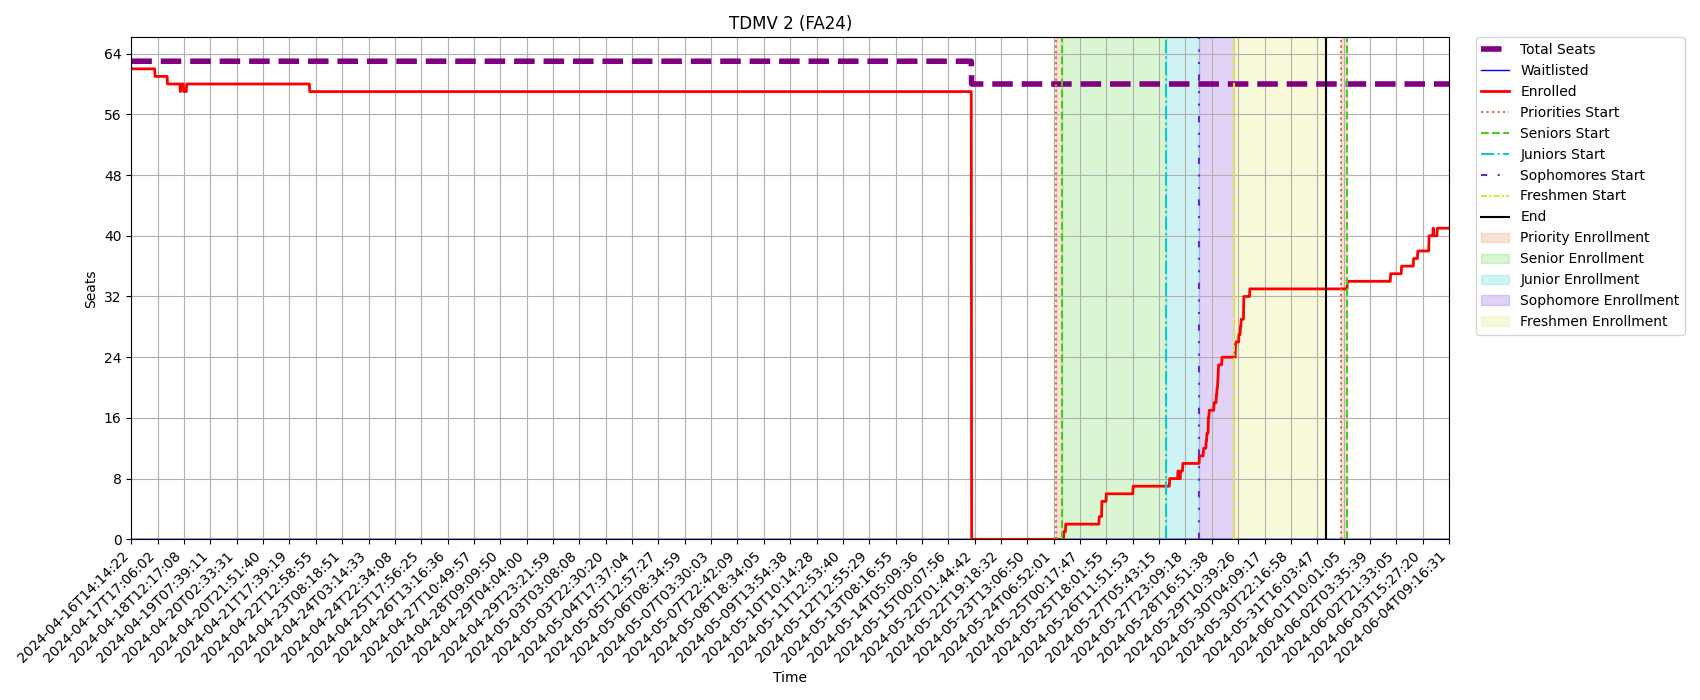 TDMV 2 (FA24)
Total Seats
Waitlisted
Enrolled
Priorities Start
Seniors Start
Juniors Start
Sophomores Start
Freshmen Start
End
Priority Enrollment
Senior Enrollment
Junior Enrollment
Sophomore Enrollment
Freshmen Enrollment
Seats
64
56
48
40
32
24
16
8
0
2024-04-16T14:14:22
2024-04-17T17:06:02
2024-04-18T12:17:08
2024-04-19T07:39:11
2024-04-20T02:33:31
2024-04-20T21:51:40
2024-04-21T17:39:19
2024-04-22T12:58:55
2024-04-23T08:18:51
2024-04-24T03:14:33
2024-04-24T22:34:08
2024-04-25T17:56:25
2024-04-26T13:16:36
2024-04-27T10:49:57
2024-04-28T09:09:50
2024-04-29T04:04:00
2024-04-29T23:21:59
2024-05-03T03:08:08
2024-05-03T22:30:20
2024-05-04T17:37:04
2024-05-05T12:57:27
2024-05-06T08:34:59
2024-05-07T03:30:03
2024-05-07T22:42:09
2024-05-08T18:34:05
2024-05-09T13:54:38
2024-05-10T10:14:28
2024-05-11T12:53:40
2024-05-12T12:55:29
2024-05-13T08:16:55
2024-05-14T05:09:36
2024-05-15T00:07:56
2024-05-22T01:44:42
2024-05-22T19:18:32
2024-05-23T13:06:50
2024-05-24T06:52:01
2024-05-25T00:17:47
2024-05-25T18:01:55
2024-05-26T11:51:53
2024-05-27T05:43:15
2024-05-27T23:09:18
2024-05-28T16:51:38
2024-05-29T10:39:26
2024-05-30T04:09:17
2024-05-30T22:16:58
2024-05-31T16:03:47
2024-06-01T10:01:05
2024-06-02T03:35:39
2024-06-02T21:33:05
2024-06-03T15:27:20
2024-06-04T09:16:31
Time